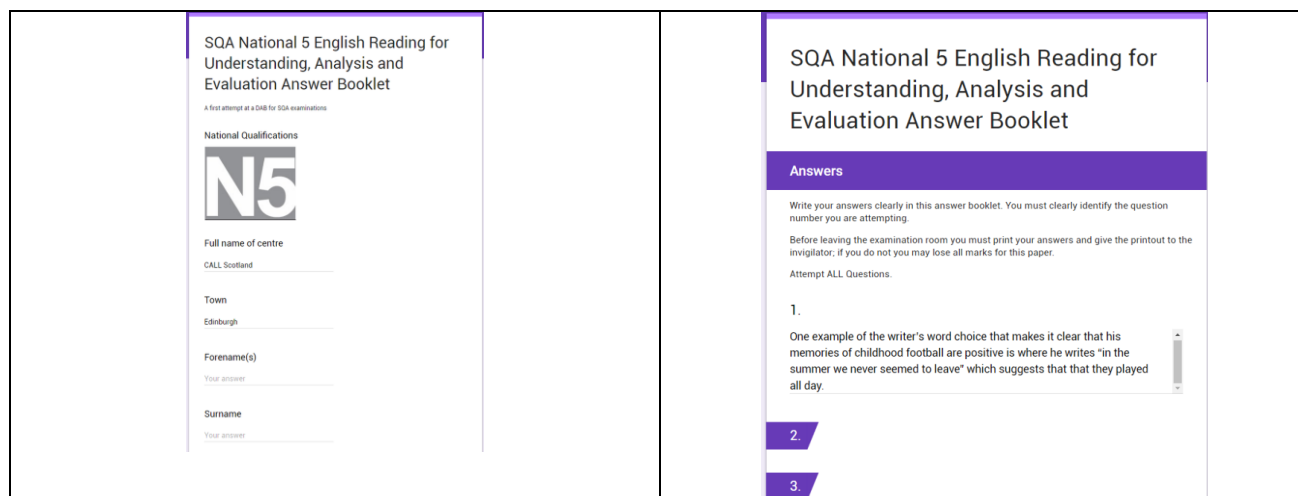 SQA National 5 English Reading for
Understanding, Analysis and
Evaluation Answer Booklet
A first attempt at a DAB for SQA examinations
National Qualifications
N5
Full name of centre
CALL Scotland
Town
Edinburgh
Forename(s)
Your answer
Surname
Your answer
SQA National 5 English Reading for
Understanding, Analysis and
Evaluation Answer Booklet
Answers
Write your answers clearly in this answer booklet. You must clearly identify the question
number you are attempting.
Before leaving the examination room you must print your answers and give the printout to the
invigilator; if you do not you may lose all marks for this paper.
Attempt ALL Questions.
1.
One example of the writer's word choice that makes it clear that his
memories of childhood football are positive is where he writes "in the
summer we never seemed to leave" which suggests that that they played
all day.
2.
3.